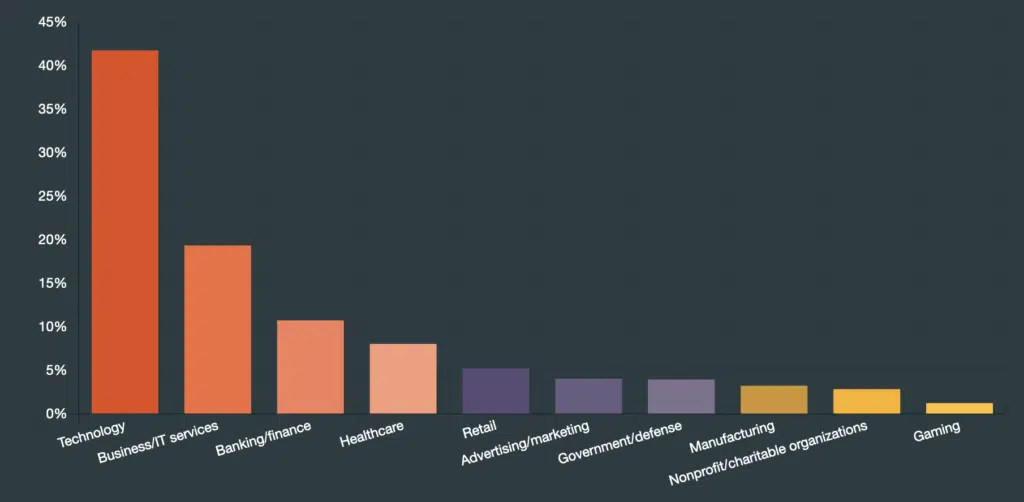 45%
40%
35%
30%
25%
20%
15%
10%
5%
0%
Technology
Business/IT services
Banking/finance
Healthcare
Retail
Advertising/marketing
Government/defense
Manufacturing
Nonprofit/charitable organizations
Gaming